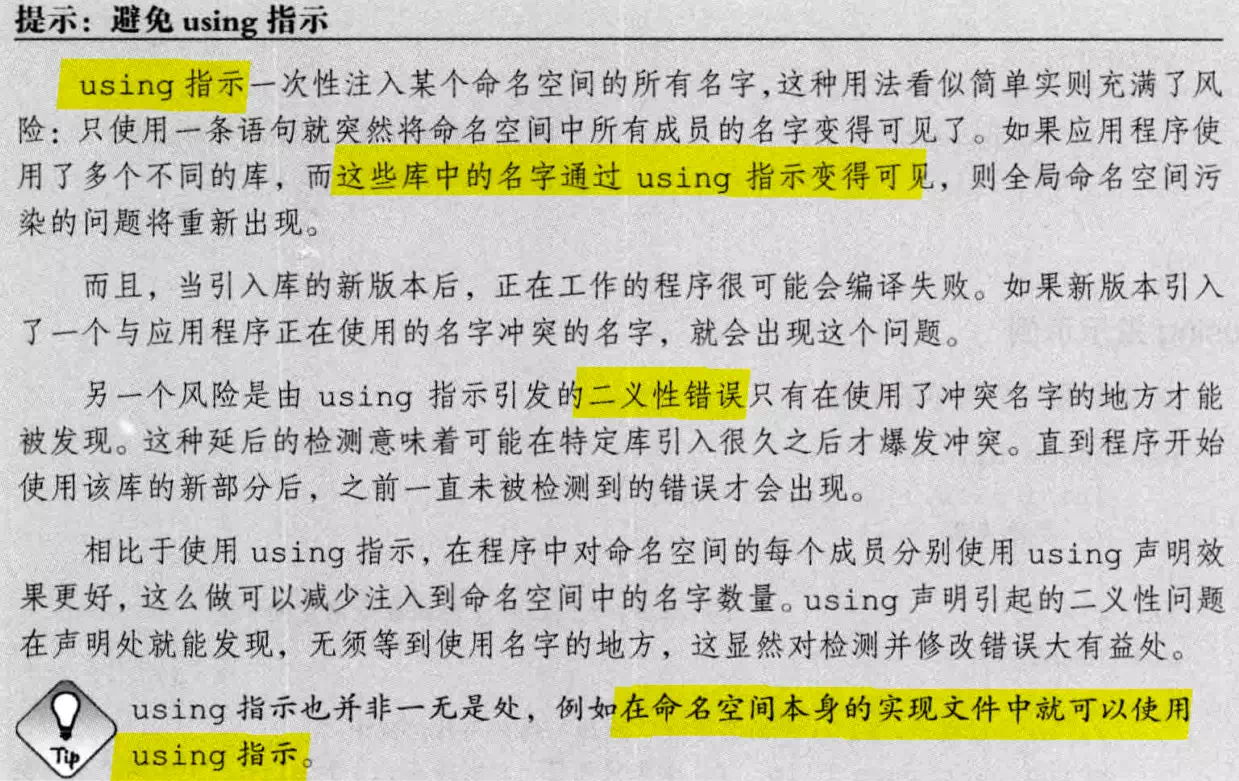 提示：避免 using 指示
using 指示一次性注入某个命名空间的所有名字，这种用法看似简单实则充满了风
险：只使用一条语句就突然将命名空间中所有成员的名字变得可见了。如果应用程序使
用了多个不同的库，而这些库中的名字通过 using 指示变得可见，则全局命名空间污
染的问题将重新出现。
而且，当引入库的新版本后，正在工作的程序很可能会编译失败。如果新版本引入
了一个与应用程序正在使用的名字冲突的名字，就会出现这个问题。
另一个风险是由 using 指示引发的二义性错误只有在使用了冲突名字的地方才能
被发现。这种延后的检测意味着可能在特定库引入很久之后才爆发冲突。直到程序开始
使用该库的新部分后，之前一直未被检测到的错误才会出现。
相比于使用 using 指示，在程序中对命名空间的每个成员分别使用 using 声明效
果更好，这么做可以减少注入到命名空间中的名字数量。using 声明引起的二义性问题
在声明处就能发现，无须等到使用名字的地方，这显然对检测并修改错误大有益处。
using 指示也并非一无是处，例如在命名空间本身的实现文件中就可以使用
using 指示。
Tip